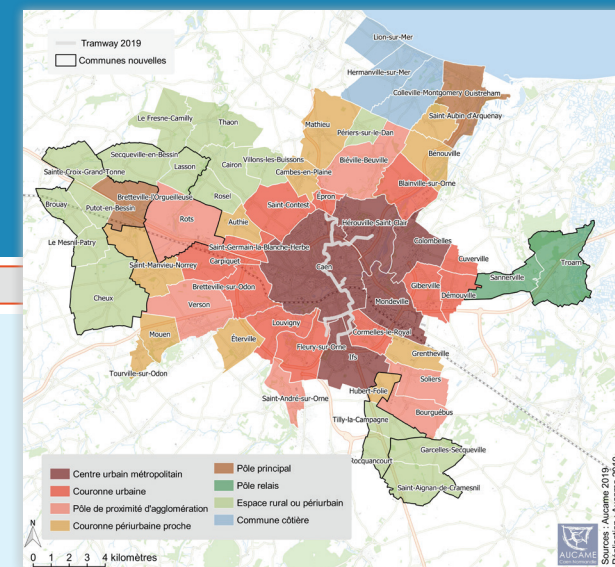 Tramway 2019
Communes nouvelles
Lion-sur-Mer
Hermanville-sur-Mer
Colleville-Montgomery
Ouistreham
Saint-Aubin-d'Arquenay
Mathieu
Périers-sur-le-Dan
Bénouville
Le Fresne-Camilly
Thaon
Biéville-Beuville
Blainville-sur-Orne
Villons-les-Buissons
Cambes-en-Plaine
Secqueville-en-Bessin
Lasson
Cairon
Sainte-Croix-Grand-Tonne
Rosel
Épron
Saint-Contest
Hérouville-Saint-Clair
Bretteville-l'Orgueilleuse
Putot-en-Bessin
Rots
Authie
Brouay
Saint-Germain-la-Blanche-Herbe
Colombelles
Le Mesnil-Patry
Carpiquet
Caen
Cuverville
Saint-Manvieu-Norrey
Sannerville
Troarn
Cheux
Bretteville-sur-Odon
Giberville
Démouville
Verson
Mondeville
Louvigny
Cormelles-le-Royal
Mouen
Éterville
Fleury-sur-Orne
Ifs
Grentheville
Tourville-sur-Odon
Hubert-Folie
Soliers
Saint-André-sur-Orne
Bourguébus
Tilly-la-Campagne
Garcelles-Secqueville
Rocquancourt
Saint-Aignan-de-Cramesnil
Centre urbain métropolitain
Couronne urbaine
Pôle de proximité d'agglomération
Couronne périurbaine proche
Pôle principal
Pôle relais
Espace rural ou périurbain
Commune côtière
N
0 1 2 3 4 kilomètres
AUCAME
Caen Normandie
Sources : Aucame 2019